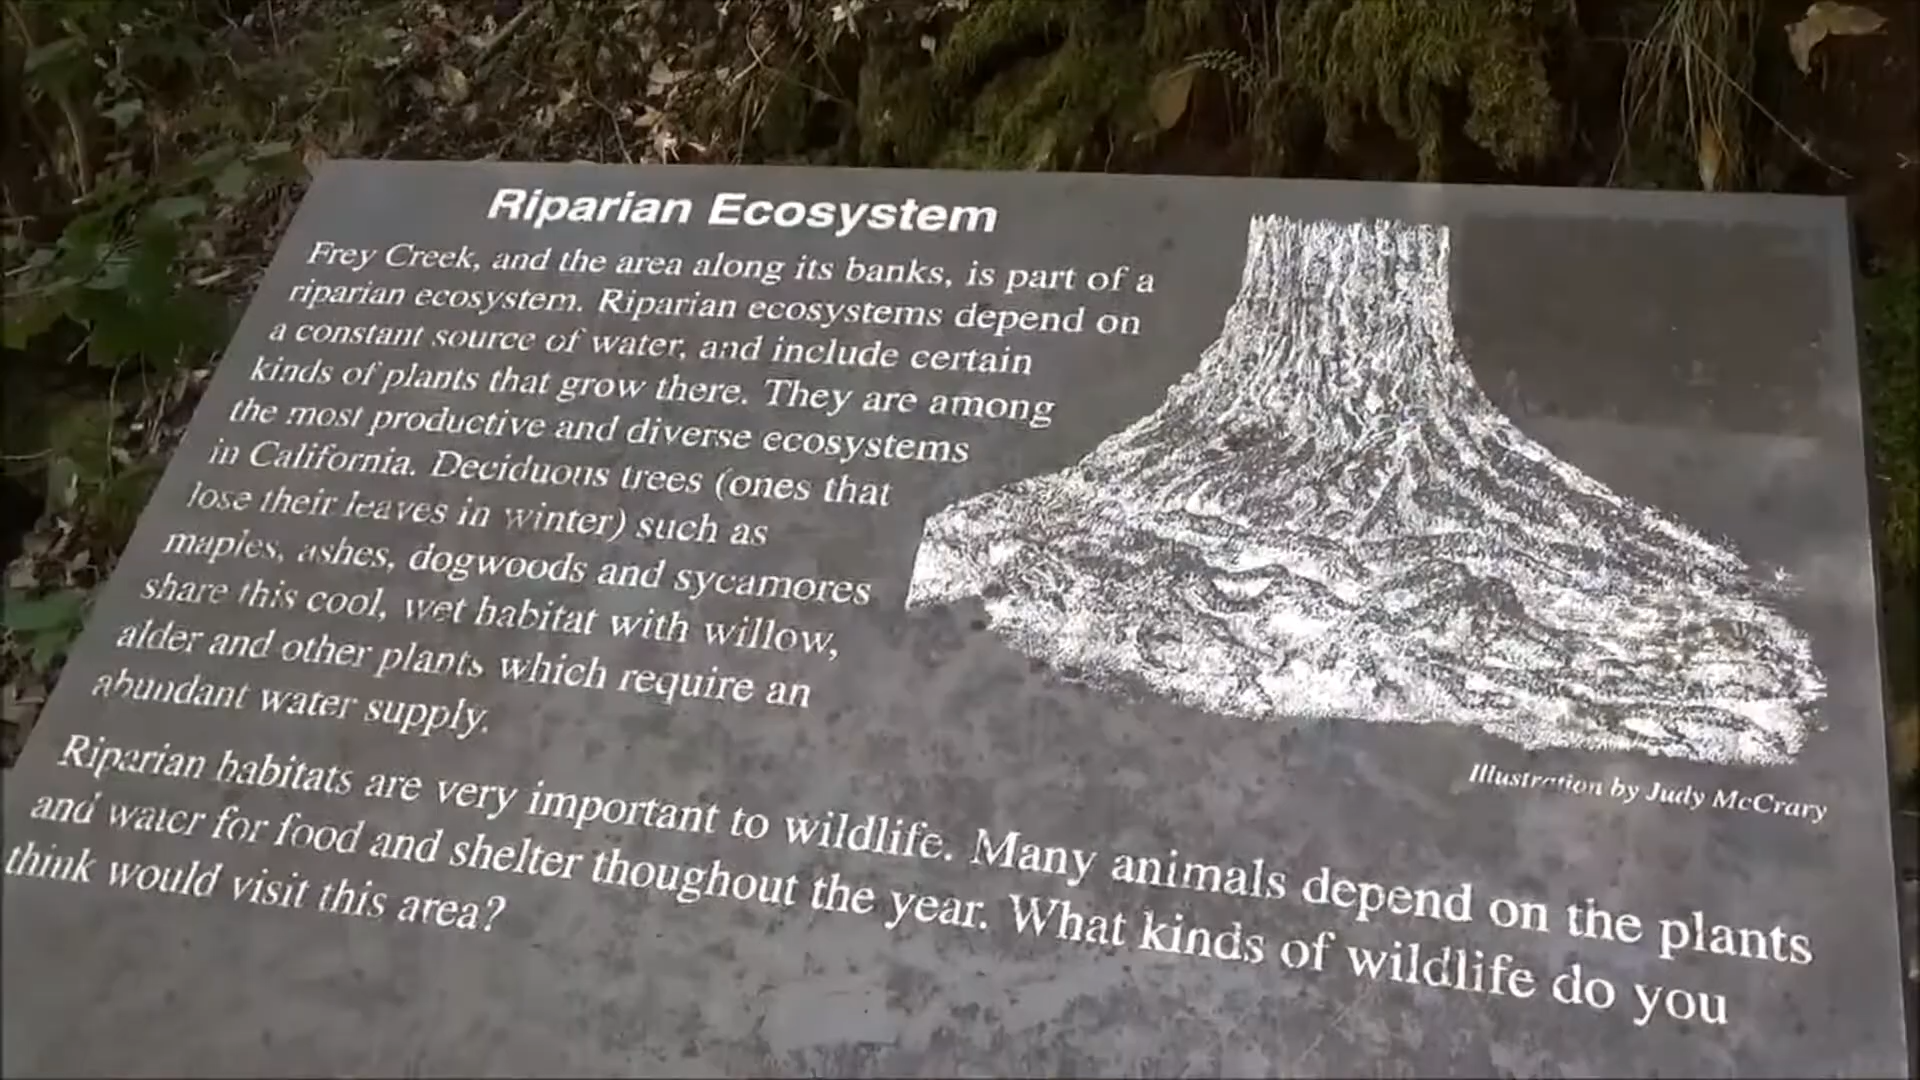 Riparian Ecosystem
Frey Creek, and the area along its banks, is part of a
riparian ecosystem. Riparian ecosystems depend on
a constant source of water, and include certain
kinds of plants that grow there. They are among
the most productive and diverse ecosystems
in California. Deciduous trees (ones that
lose their leaves in winter) such as
maples, ashes, dogwoods and sycamores
share this cool, wet habitat with willow,
alder and other plants which require an
abundant water supply.
Riparian habitats are very important to wildlife. Many animals depend on the plants
and water for food and shelter thoughout the year. What kinds of wildlife do you
think would visit this area?
Illustration by Judy McCrary